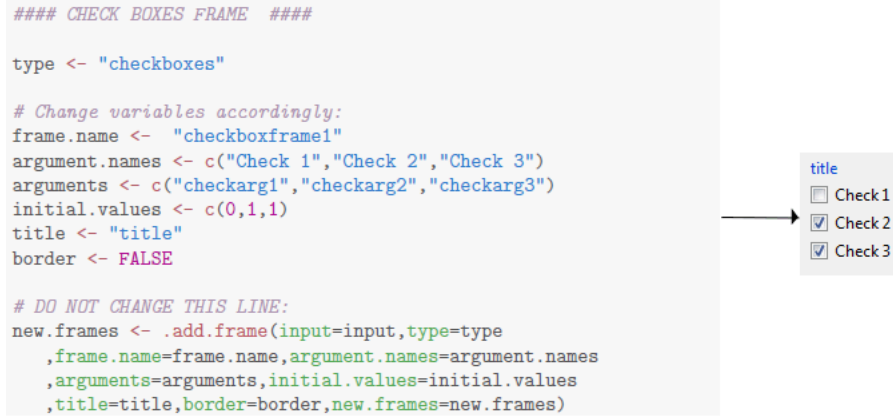 #### CHECK BOXES FRAME ####
type <- "checkboxes"
# Change variables accordingly:
frame.name <- "checkboxframe1"
argument.names <- c("Check 1","Check 2","Check 3")
arguments <- c("checkarg1","checkarg2","checkarg3")
initial.values <- c(0,1,1)
title <- "title"
border <- FALSE
# DO NOT CHANGE THIS LINE:
new.frames <- .add.frame(input=input,type=type
,frame.name=frame.name,argument.names=argument.names
,arguments=arguments,initial.values=initial.values
,title=title,border=border,new.frames=new.frames)
title
Check 1
Check 2
Check 3